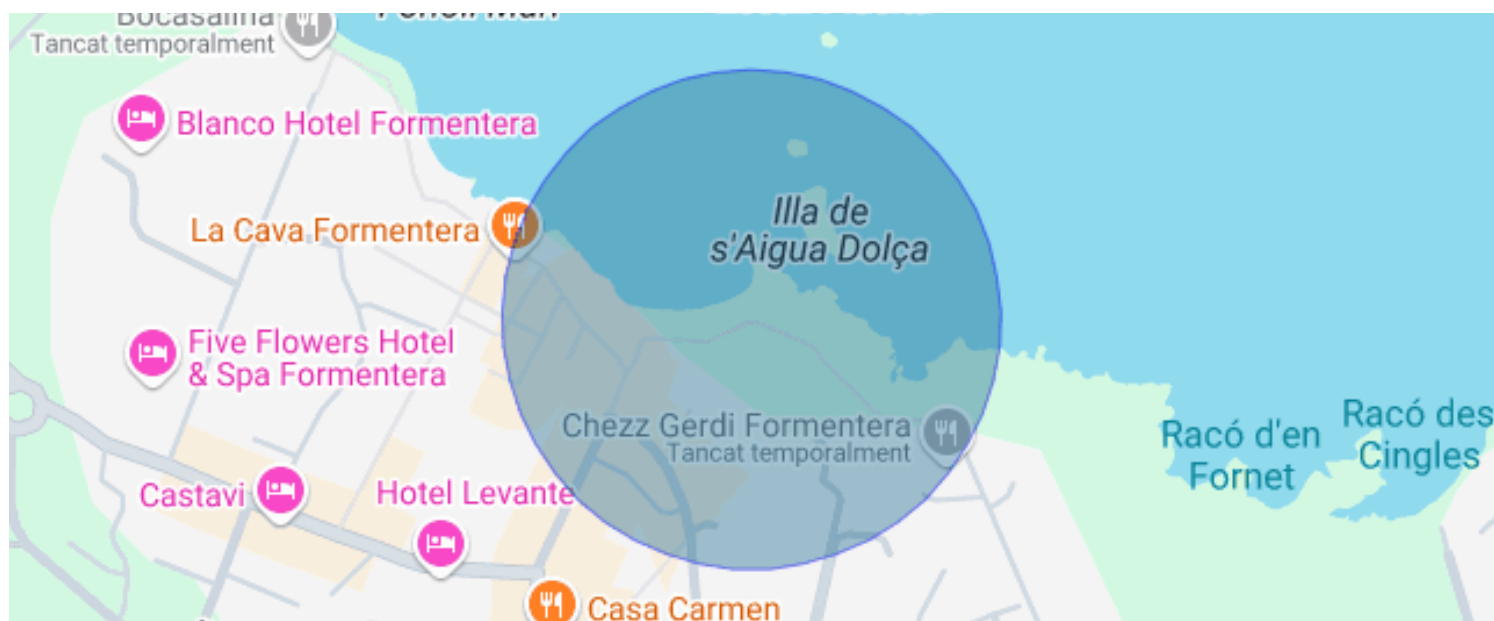 Bocasalina
Tancat temporalment
Blanco Hotel Formentera
La Cava Formentera
Illa de
s'Aigua Dolça
Five Flowers Hotel
& Spa Formentera
Chezz Gerdi Formentera
Tancat temporalment
Racó des
Cingles
Racó d'en
Fornet
Castavi
Hotel Levante
Casa Carmen